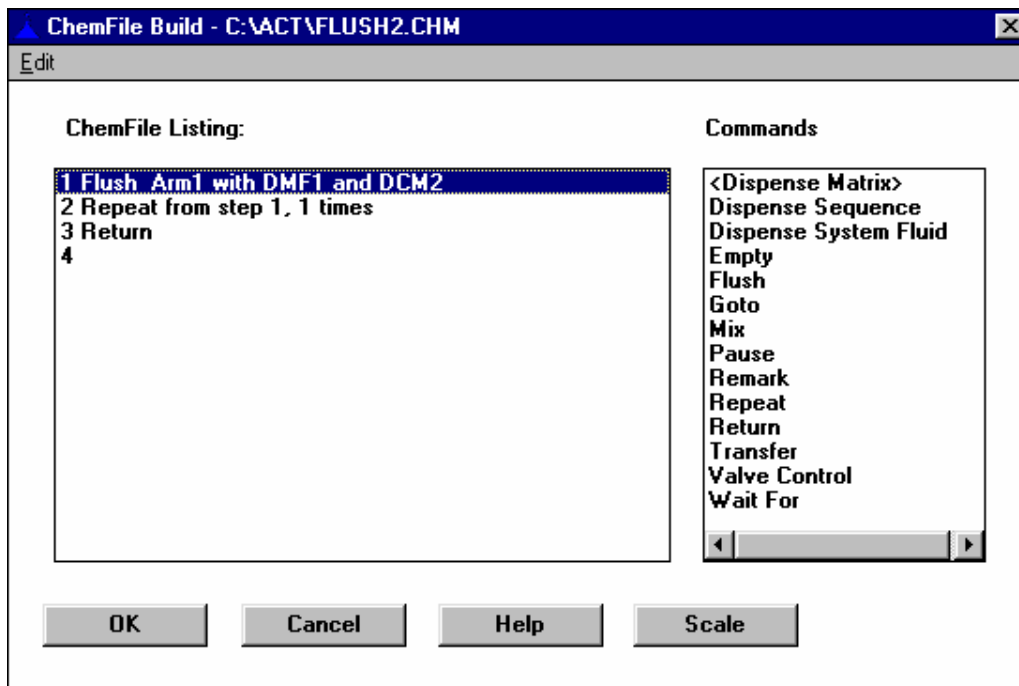 ChemFile Build - C:\ACT\FLUSH2.CHM
Edit
ChemFile Listing:
1 Flush Arm1 with DMF1 and DCM2
2 Repeat from step 1, 1 times
3 Return
4
Commands
<Dispense Matrix>
Dispense Sequence
Dispense System Fluid
Empty
Flush
Goto
Mix
Pause
Remark
Repeat
Return
Transfer
Valve Control
Wait For
OK
Cancel
Help
Scale